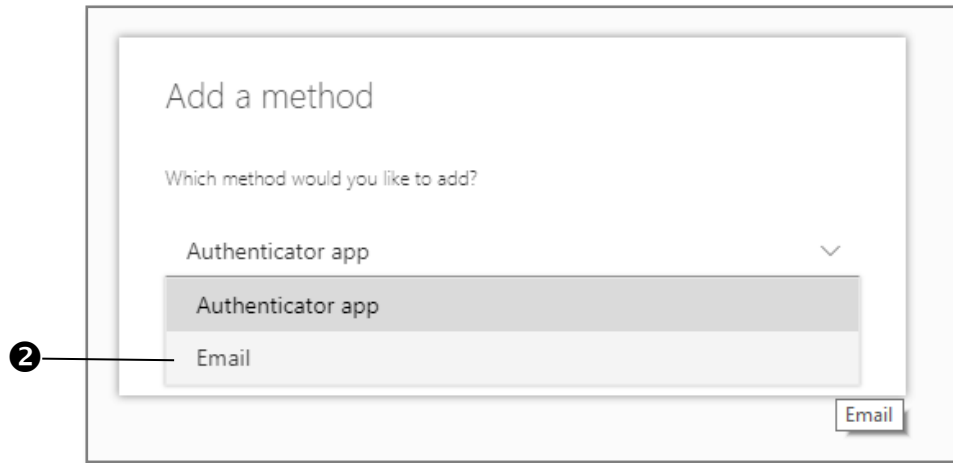 Add a method
Which method would you like to add?
Authenticator app
Authenticator app
❷ Email
Email